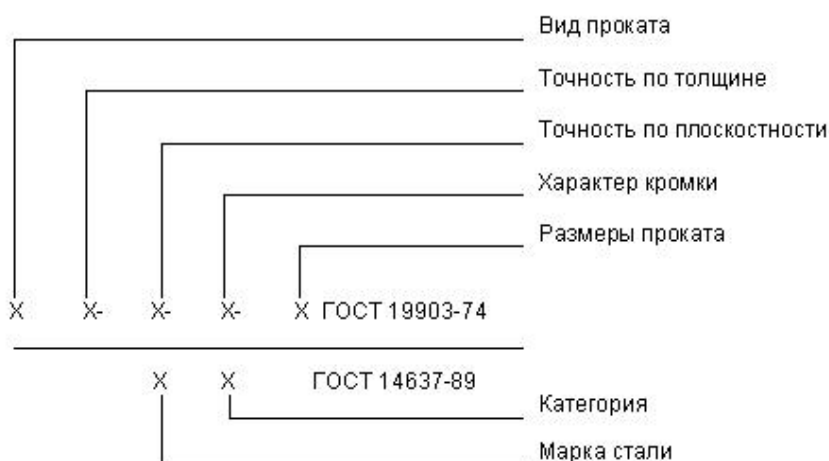 Вид проката
Точность по толщине
Точность по плоскостности
Характер кромки
Размеры проката
Х Х- Х- Х- Х ГОСТ 19903-74
Х Х ГОСТ 14637-89
Категория
Марка стали